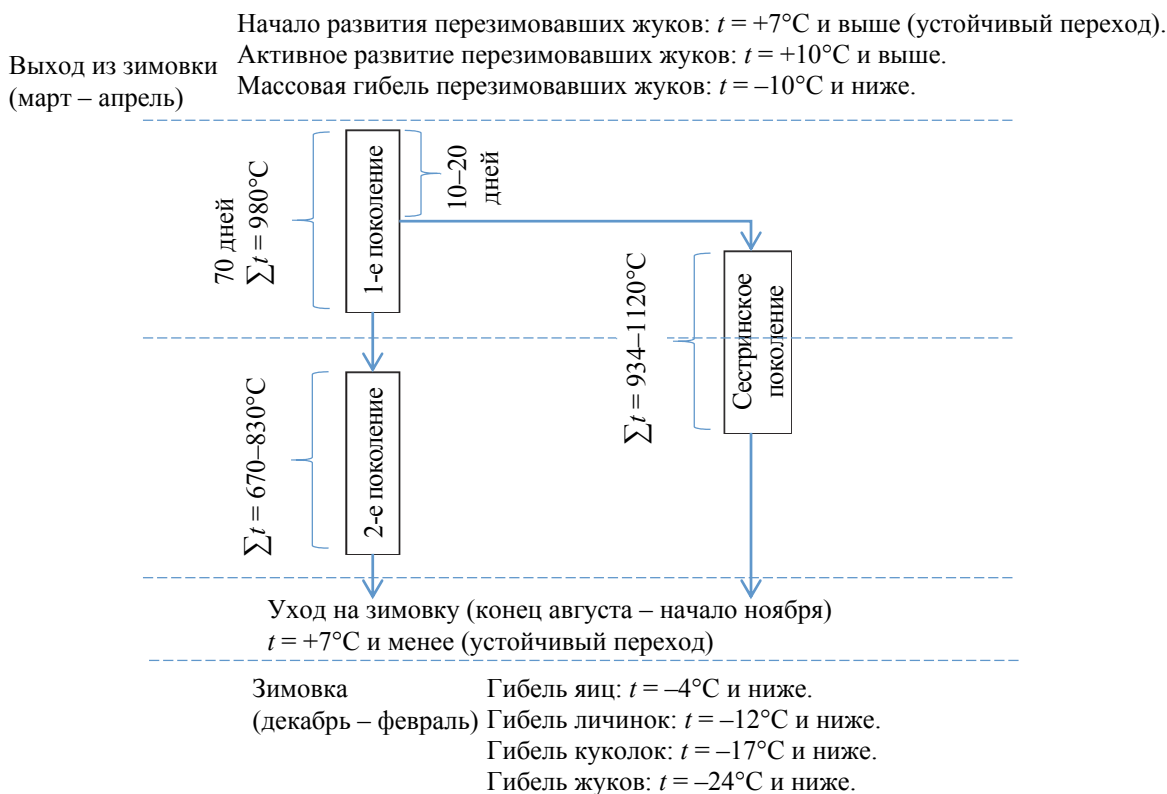 Начало развития перезимовавших жуков: t = +7°C и выше (устойчивый переход).
Выход из зимовки
(март – апрель)
Активное развитие перезимовавших жуков: t = +10°C и выше.
Массовая гибель перезимовавших жуков: t = –10°C и ниже.
70 дней
∑t = 980°C
1-е поколение
10–20
дней
∑t = 934–1120°C
Сестринское
поколение
∑t = 670–830°C
2-е поколение
Уход на зимовку (конец августа – начало ноября)
t = +7°C и менее (устойчивый переход)
Зимовка
(декабрь – февраль)
Гибель яиц: t = –4°C и ниже.
Гибель личинок: t = –12°C и ниже.
Гибель куколок: t = –17°C и ниже.
Гибель жуков: t = –24°C и ниже.